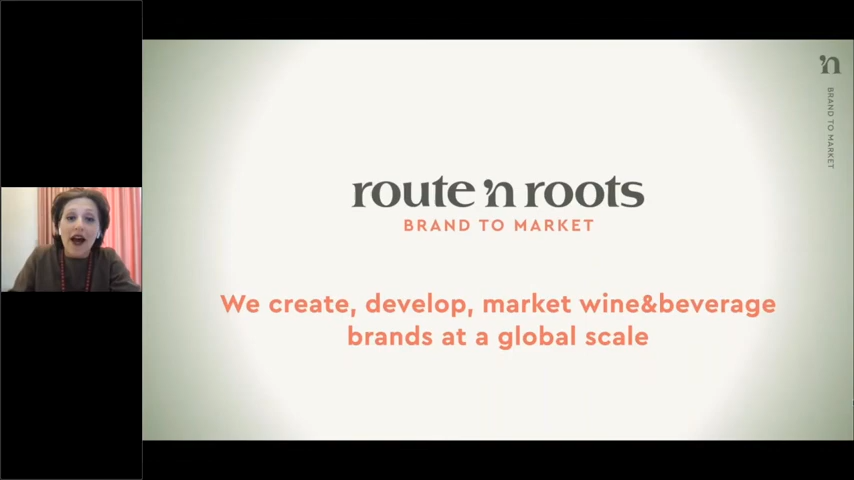 'n
BRAND TO MARKET
route 'n roots
BRAND TO MARKET
We create, develop, market wine&beverage
brands at a global scale